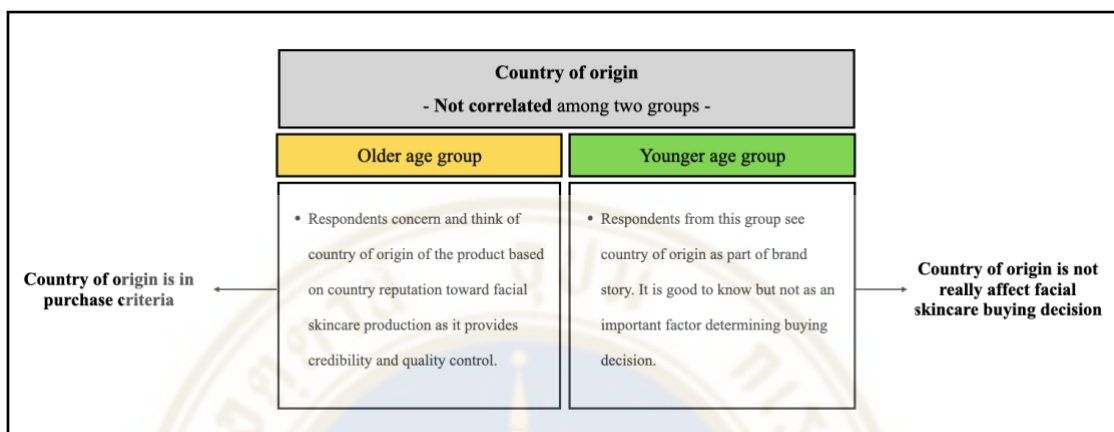 Country of origin
- Not correlated among two groups -
Older age group
Younger age group
Country of origin is in
purchase criteria
• Respondents concern and think of
country of origin of the product based
on country reputation toward facial
skincare production as it provides
credibility and quality control.
• Respondents from this group see
country of origin as part of brand
story. It is good to know but not as an
important factor determining buying
decision.
Country of origin is not
really affect facial
skincare buying decision